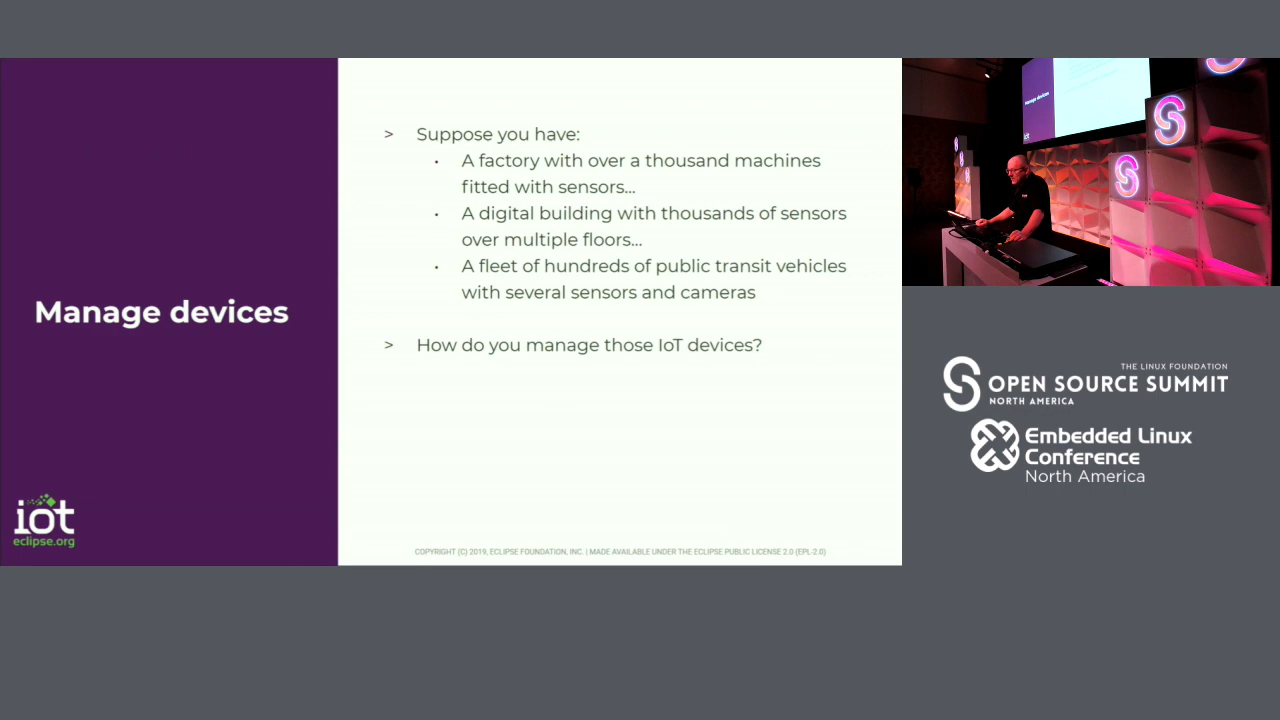 Manage devices
> Suppose you have:
• A factory with over a thousand machines
fitted with sensors...
• A digital building with thousands of sensors
over multiple floors...
• A fleet of hundreds of public transit vehicles
with several sensors and cameras
> How do you manage those IoT devices?
iot
eclipse.org
COPYRIGHT (C) 2019, ECLIPSE FOUNDATION, INC. | MADE AVAILABLE UNDER THE ECLIPSE PUBLIC LICENSE 2.0 (EPL-2.0)
Manage devices
iot
THE LINUX FOUNDATION
OPEN SOURCE SUMMIT
NORTH AMERICA
Embedded Linux
Conference
North America